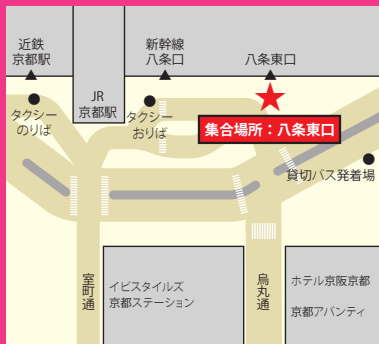 近鉄
京都駅
新幹線
八条口
八条東口
JR
京都駅
タクシー
のりば
タクシー
おりば
集合場所：八条東口
貸切バス発着場
室町通
イビスタイルズ
京都ステーション
烏丸通
ホテル京阪京都
京都アバンティ